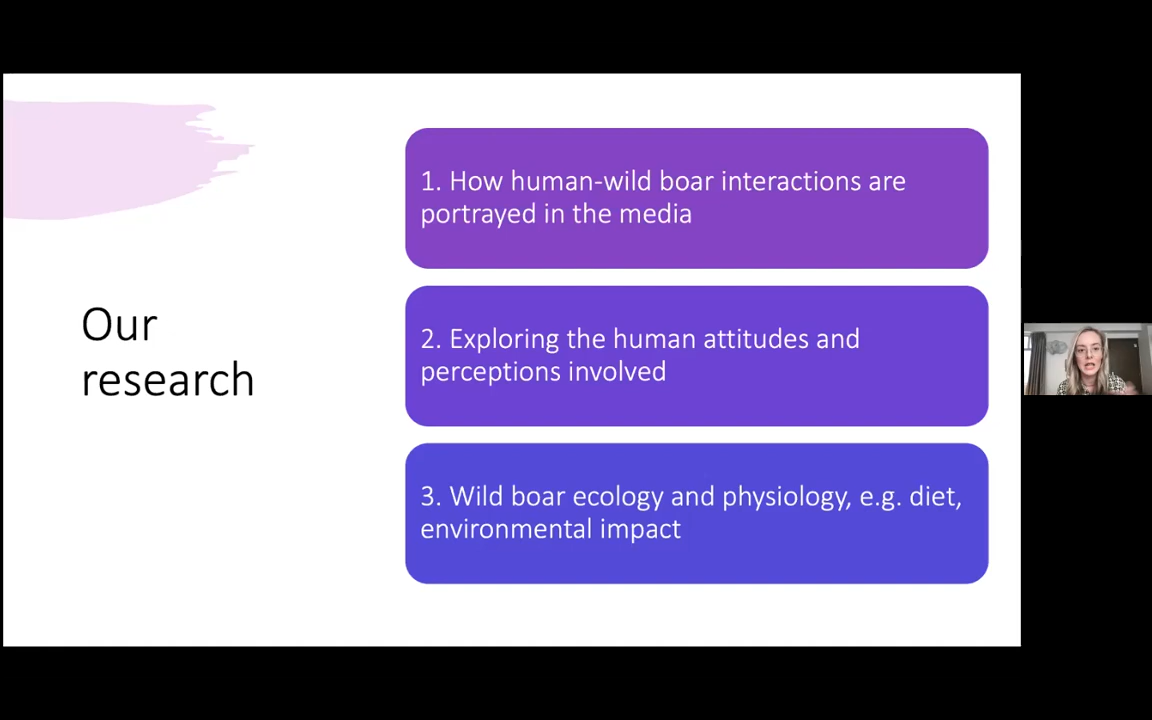 Our
research
1. How human-wild boar interactions are
portrayed in the media
2. Exploring the human attitudes and
perceptions involved
3. Wild boar ecology and physiology, e.g. diet,
environmental impact